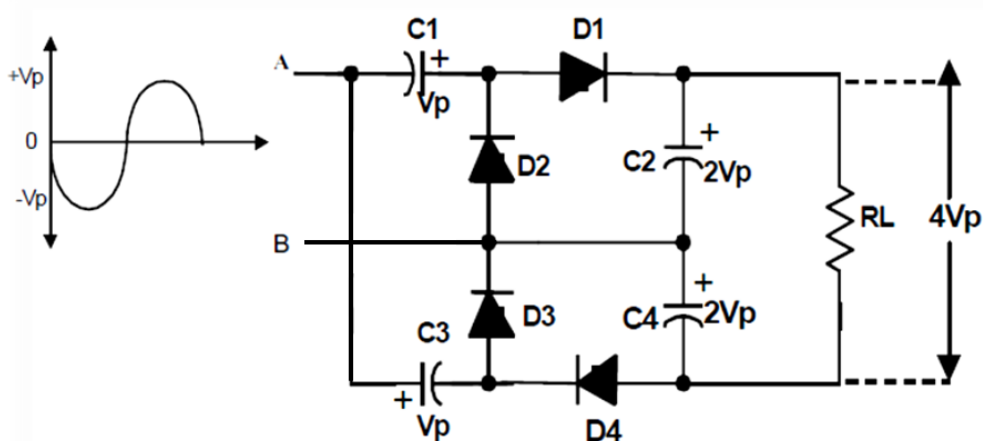 +Vp
0
-Vp
A
B
C1
+
Vp
D1
D2
C2
+
2Vp
RL
4Vp
D3
C3
+
Vp
C4
+
2Vp
D4